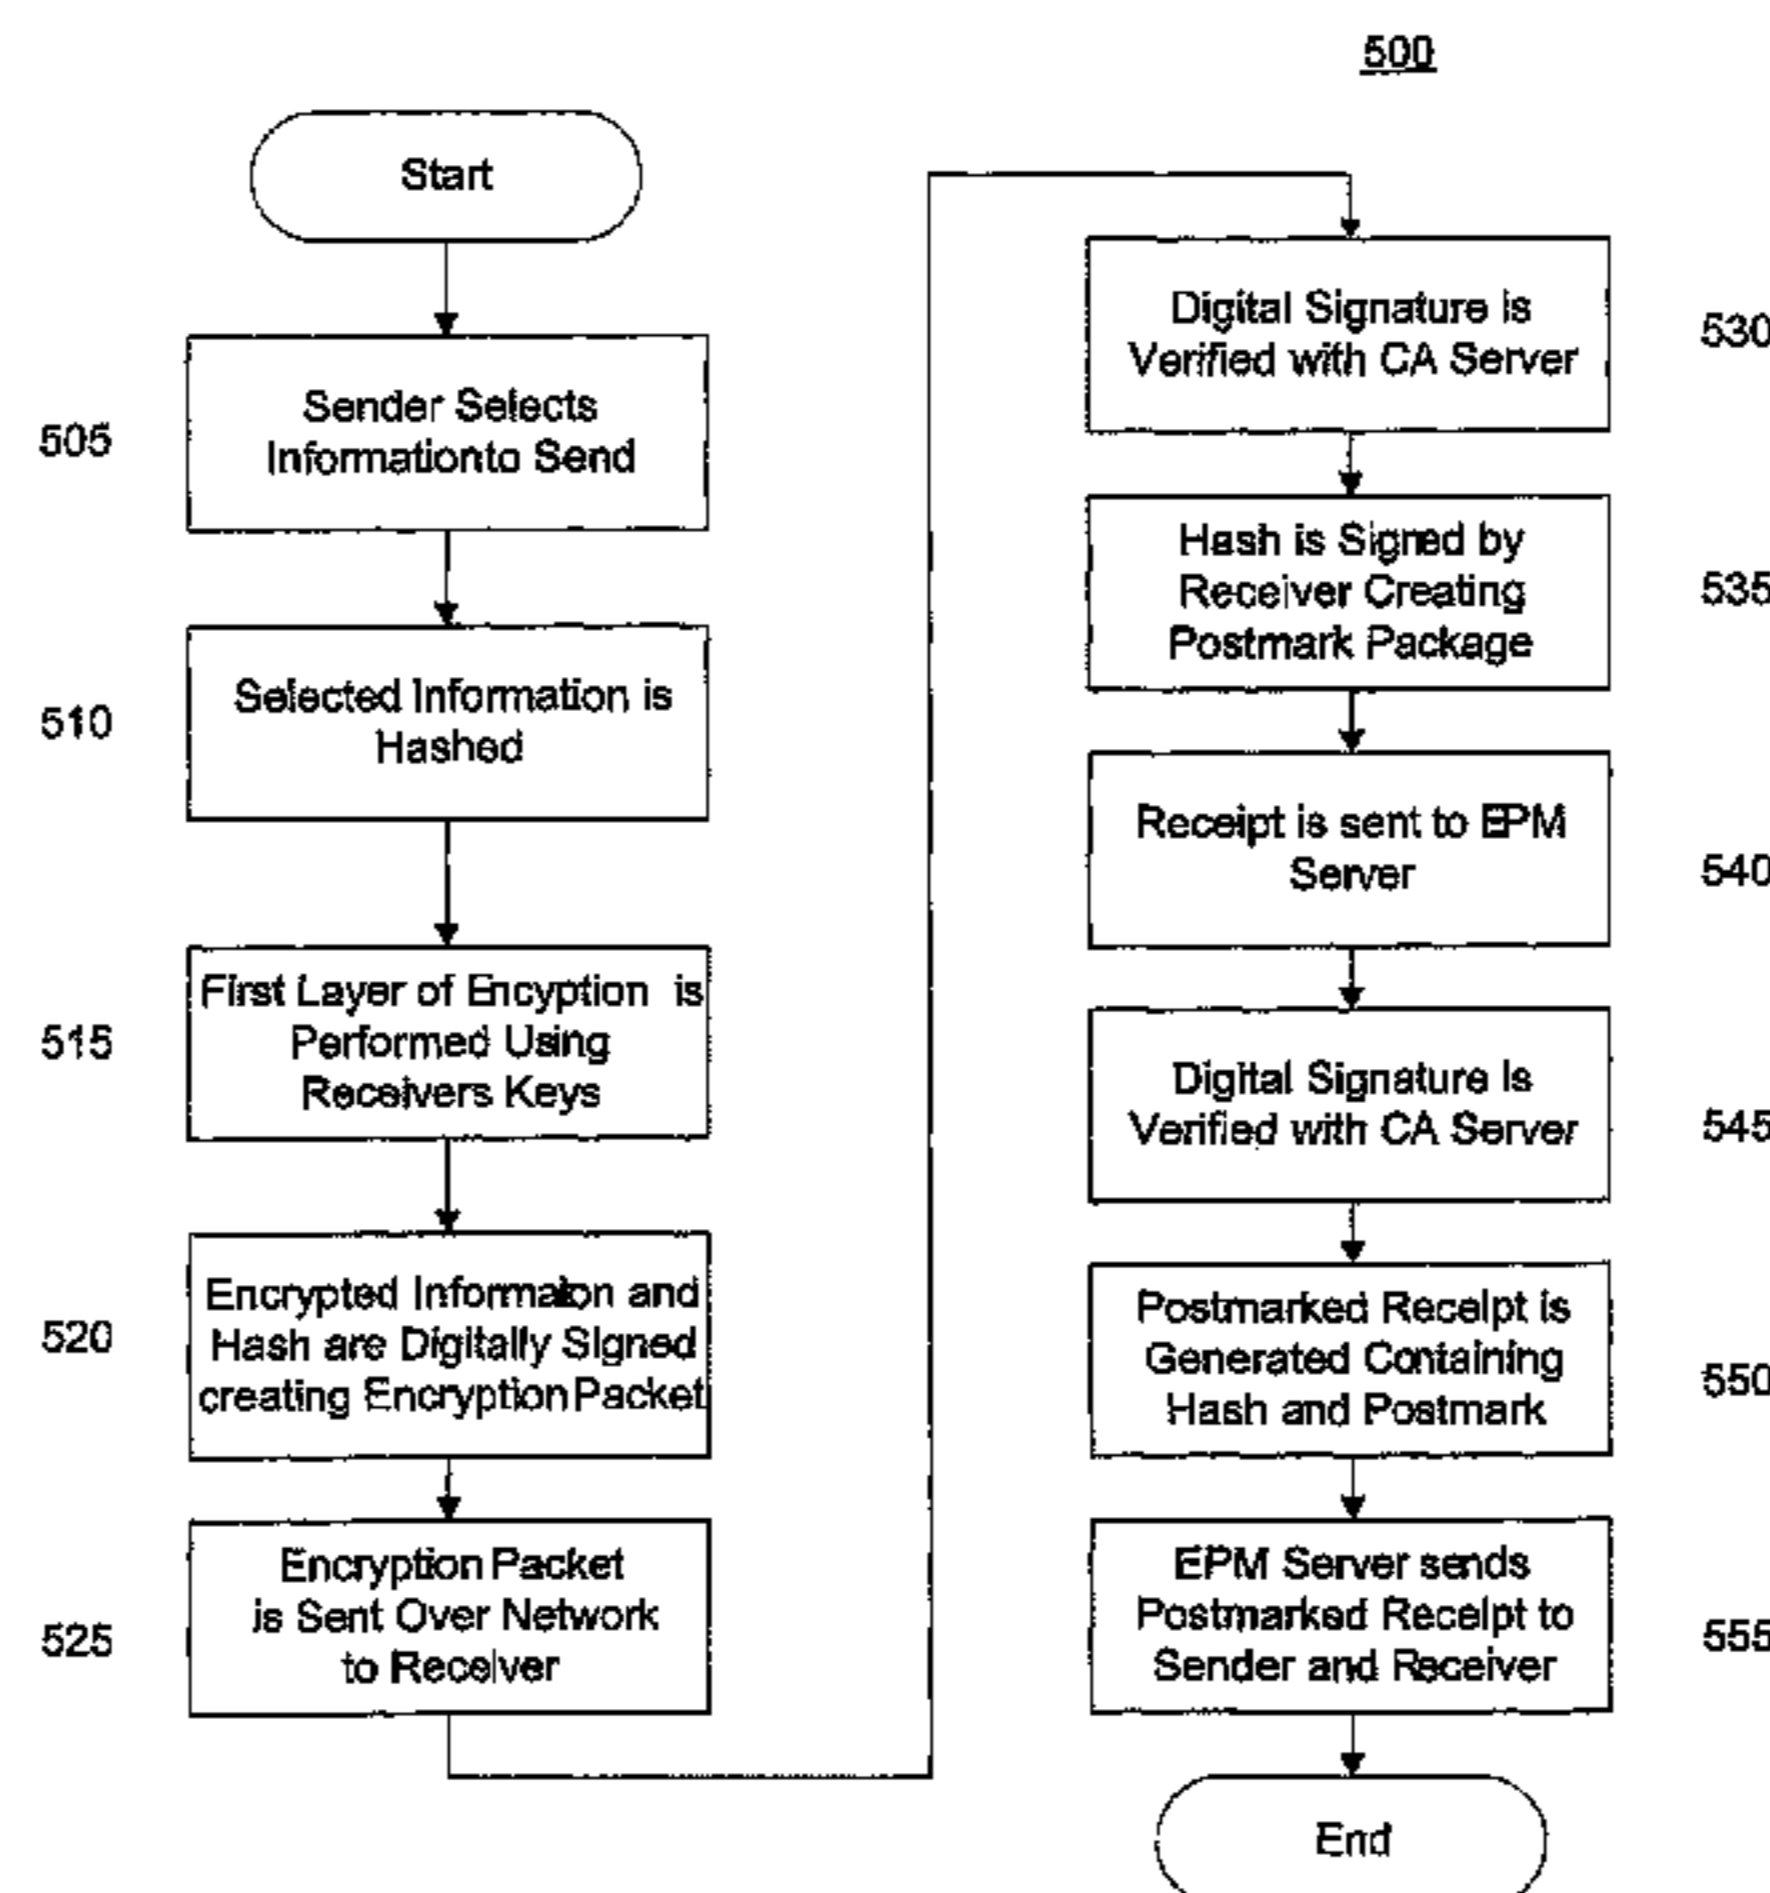 500
Start
505
Sender Selects
Informationto Send
510
Selected Information is
Hashed
515
First Layer of Encyption is
Performed Using
Receivers Keys
520
Encrypted Informaion and
Hash are Digitally Signed
creating Encryption Packet
525
Encryption Packet
is Sent Over Network
to Receiver
Digital Signature is
Verified with CA Server
530
Hash is Signed by
Receiver Creating
Postmark Package
535
Receipt is sent to EPM
Server
540
Digital Signature is
Verified with CA Server
545
Postmarked Receipt is
Generated Containing
Hash and Postmark
550
EPM Server sends
Postmarked Receipt to
Sender and Receiver
555
End